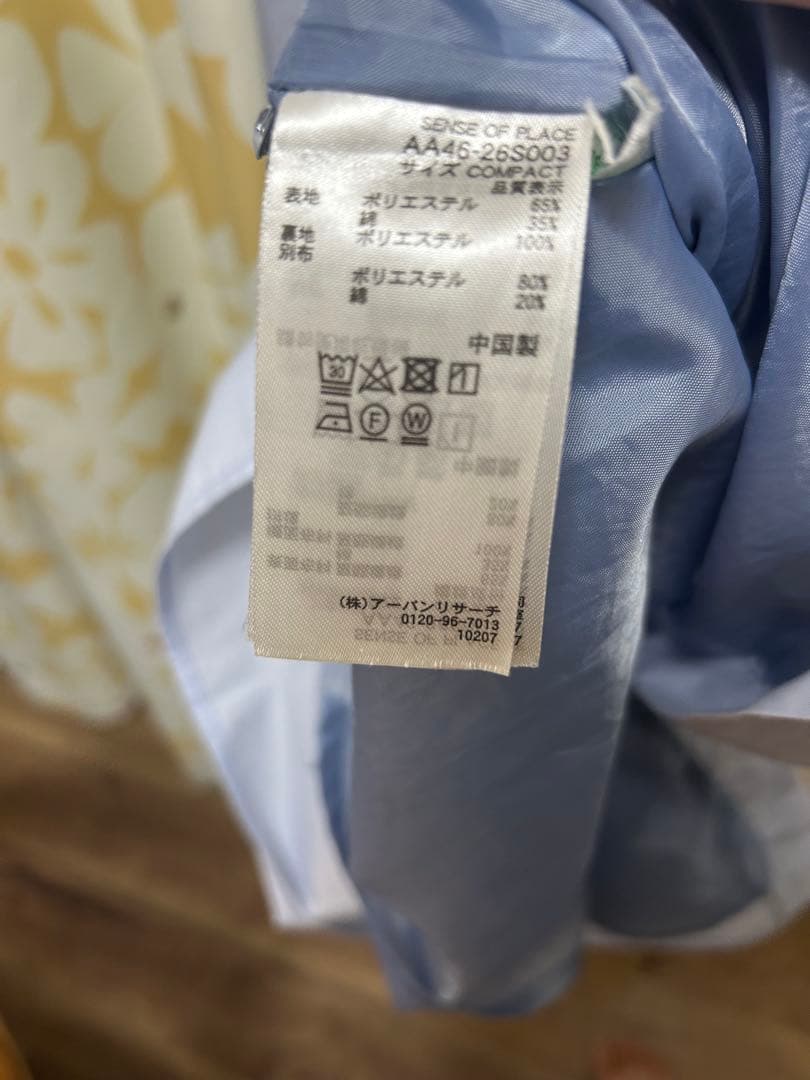 SENSE OF PLACE
AA46-26S003
サイズ COMPACT
品質表示
表地 ポリエステル 65%
綿 35%
裏地 ポリエステル 100%
別布
ポリエステル 80%
綿 20%
中国製
30
F W
(株)アーバンリサーチ
0120-96-7013
10207